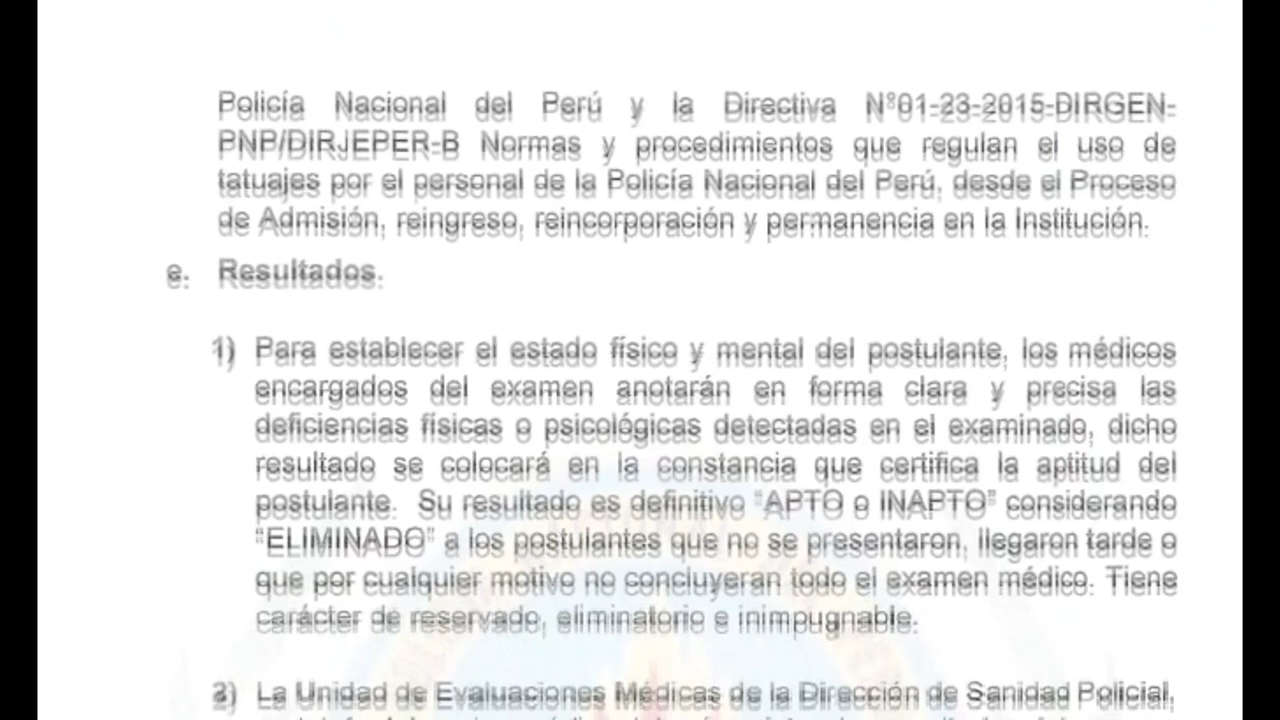 Policía Nacional del Perú y la Directiva N°01-23-2015-DIRGEN-
PNP/DIRJEPER-B Normas y procedimientos que regulan el uso de
tatuajes por el personal de la Policía Nacional del Perú, desde el Proceso
de Admisión, reingreso, reincorporación y permanencia en la Institución.
e. Resultados.
1) Para establecer el estado físico y mental del postulante, los médicos
encargados del examen anotarán en forma clara y precisa las
deficiencias físicas o psicológicas detectadas en el examinado, dicho
resultado se colocará en la constancia que certifica la aptitud del
postulante. Su resultado es definitivo "APTO o INAPTO" considerando
"ELIMINADO" a los postulantes que no se presentaron, llegaron tarde o
que por cualquier motivo no concluyeran todo el examen médico. Tiene
carácter de reservado, eliminatorio e inimpugnable.
2) La Unidad de Evaluaciones Médicas de la Dirección de Sanidad Policial,